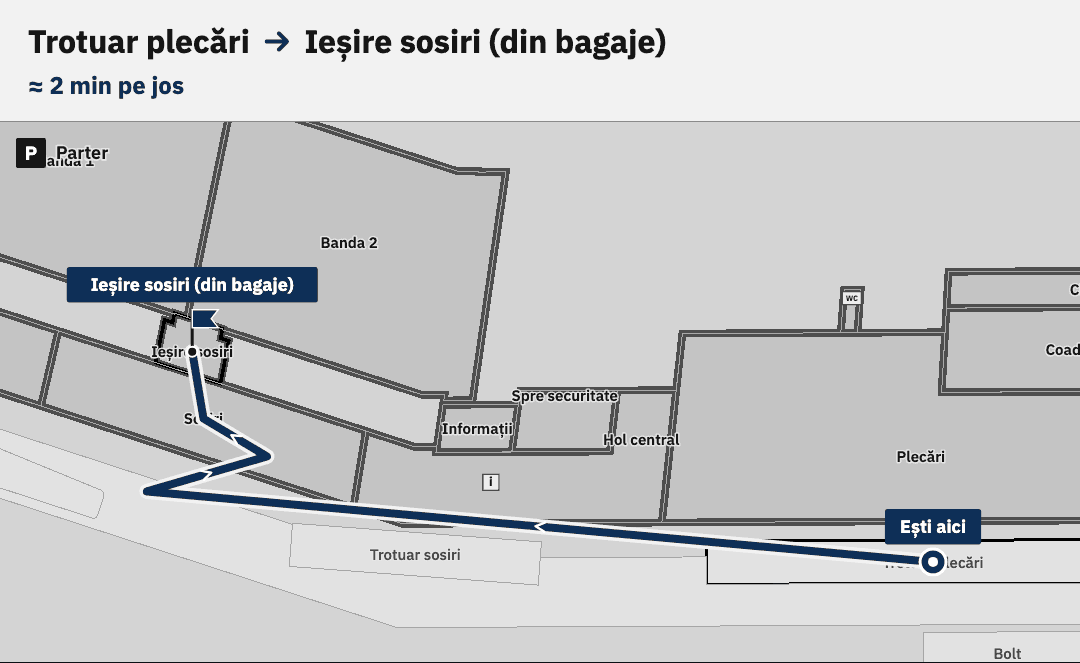 Trotuar plecări → Ieșire sosiri (din bagaje)
≈ 2 min pe jos
P Parter
Banda 2
Ieșire sosiri (din bagaje)
wc
Spre securitate
Informații
Hol central
Plecări
i
Ești aici
Trotuar sosiri
Bolt